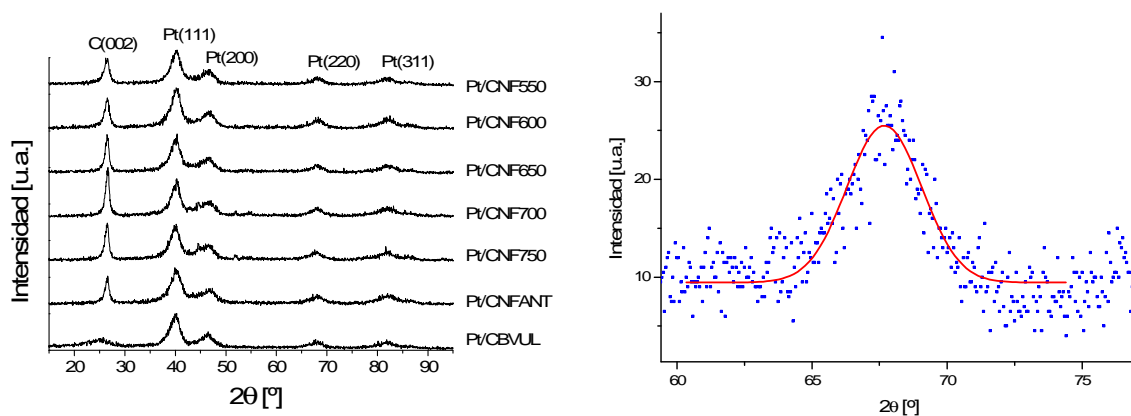 C(002)
Pt(111)
Pt(200)
Pt(220)
Pt(311)
Pt/CNF550
Pt/CNF600
Pt/CNF650
Pt/CNF700
Pt/CNF750
Pt/CNFANT
Pt/CBVUL
Intensidad [u.a.]
20 30 40 50 60 70 80 90
2θ [º]
30
20
10
Intensidad [u.a.]
60 65 70 75
2θ [º]